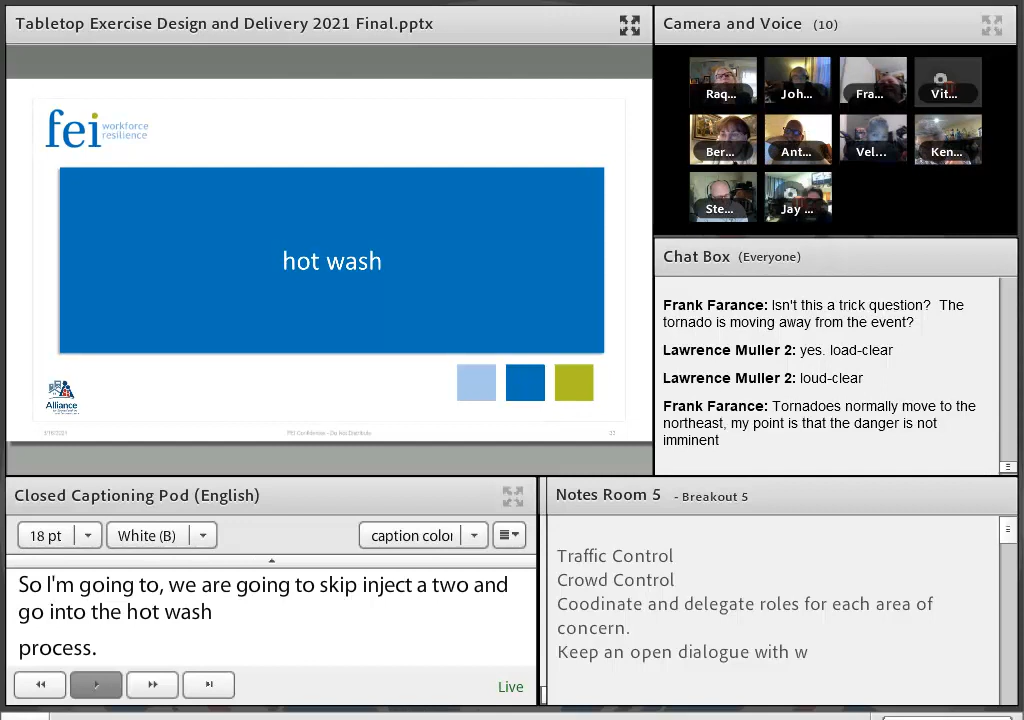 Tabletop Exercise Design and Delivery 2021 Final.pptx
fei workforce
resilience
hot wash
Alliance
FEI Confidential - Do Not Distribute
Camera and Voice (10)
Raq...
Joh...
Fra...
Vit...
Ber...
Ant...
Vel...
Ken...
Ste...
Jay ...
Chat Box (Everyone)
Frank Farance: Isn't this a trick question? The
tornado is moving away from the event?
Lawrence Muller 2: yes. load-clear
Lawrence Muller 2: loud-clear
Frank Farance: Tornadoes normally move to the
northeast, my point is that the danger is not
imminent
Closed Captioning Pod (English)
18 pt
White (B)
caption color
So I'm going to, we are going to skip inject a two and
go into the hot wash
process.
Live
Notes Room 5 - Breakout 5
Traffic Control
Crowd Control
Coodinate and delegate roles for each area of
concern.
Keep an open dialogue with w